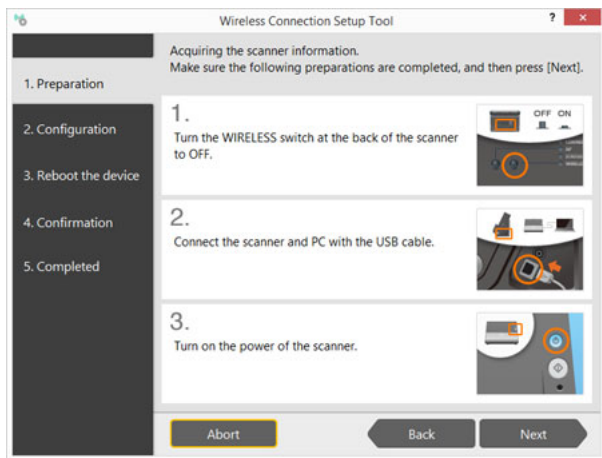 Wireless Connection Setup Tool
?
×
Acquiring the scanner information.
Make sure the following preparations are completed, and then press [Next].
1. Preparation
2. Configuration
3. Reboot the device
4. Confirmation
5. Completed
1.
Turn the WIRELESS switch at the back of the scanner
to OFF.
OFF ON
2.
Connect the scanner and PC with the USB cable.
3.
Turn on the power of the scanner.
Abort
Back
Next